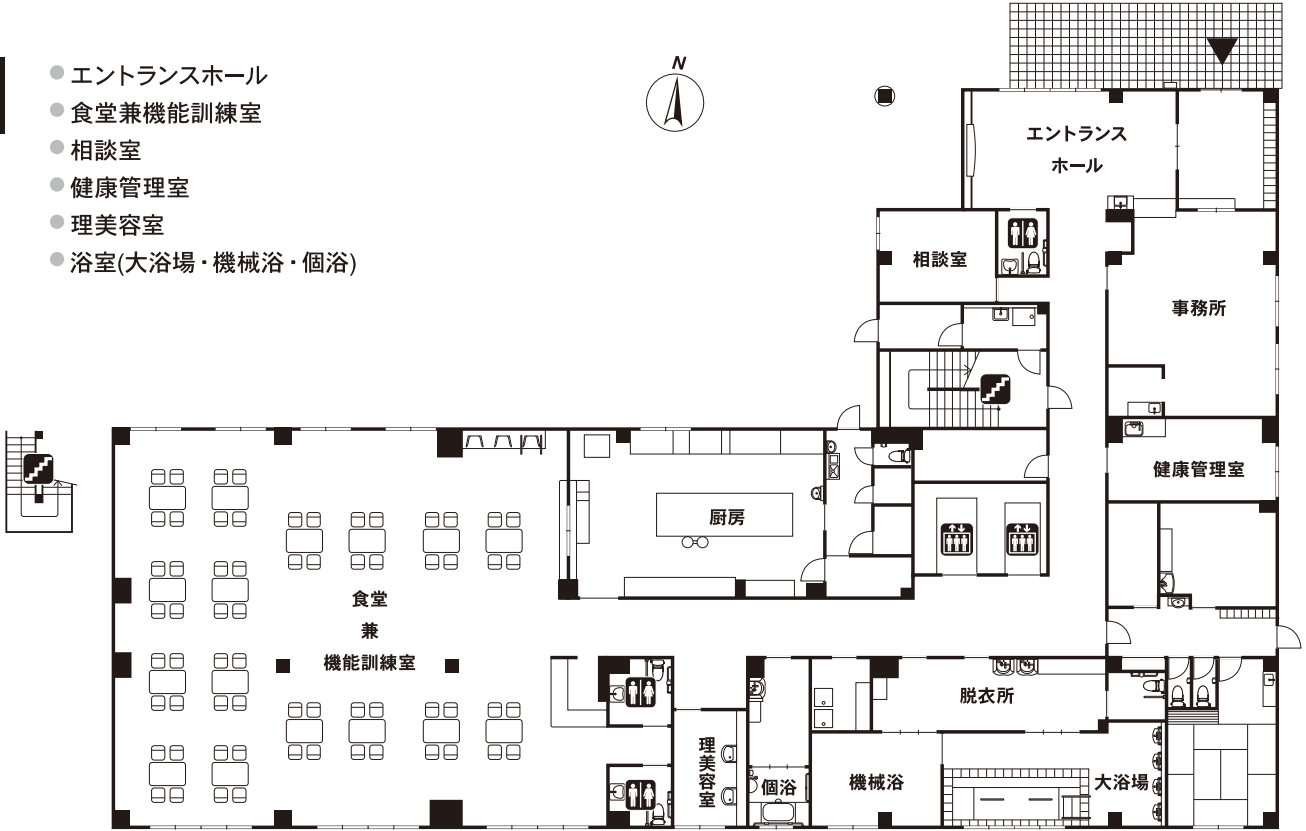 エントランスホール
食堂兼機能訓練室
相談室
健康管理室
理美容室
浴室(大浴場・機械浴・個浴)
N
エントランス
ホール
相談室
事務所
健康管理室
厨房
食堂
兼
機能訓練室
脱衣所
理美容室
個浴
機械浴
大浴場